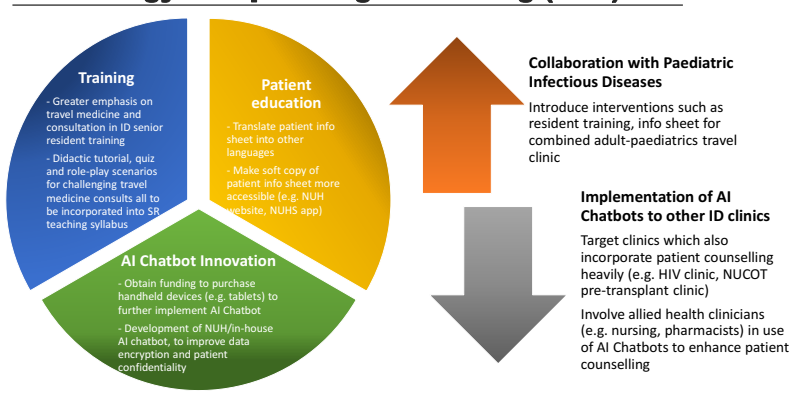 Training
- Greater emphasis on
travel medicine and
consultation in ID senior
resident training
- Didactic tutorial, quiz
and role-play scenarios
for challenging travel
medicine consults all to
be incorporated into SR
teaching syllabus
Patient
education
- Translate patient info
sheet into other
languages
- Make soft copy of
patient info sheet more
accessible (e.g. NUH
website, NUHS app)
AI Chatbot Innovation
- Obtain funding to purchase
handheld devices (e.g. tablets) to
further implement AI Chatbot
- Development of NUH/in-house
AI chatbot, to improve data
encryption and patient
confidentiality
Collaboration with Paediatric
Infectious Diseases
Introduce interventions such as
resident training, info sheet for
combined adult-paediatrics travel
clinic
Implementation of AI
Chatbots to other ID clinics
Target clinics which also
incorporate patient counselling
heavily (e.g. HIV clinic, NUCOT
pre-transplant clinic)
Involve allied health clinicians
(e.g. nursing, pharmacists) in use
of AI Chatbots to enhance patient
counselling